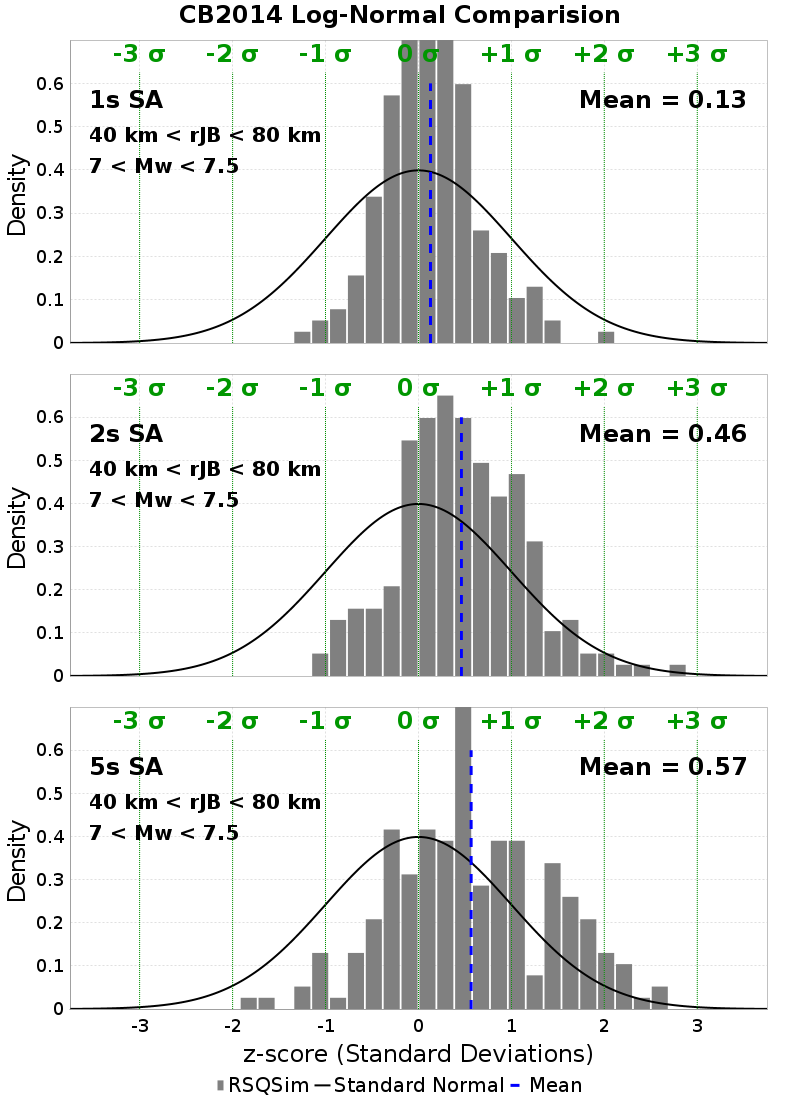 CB2014 Log-Normal Comparision
-3 σ -2 σ -1 σ 0 σ +1 σ +2 σ +3 σ
0.6
1s SA Mean = 0.13
0.5
40 km < rJB < 80 km
7 < Mw < 7.5
0.4
0.3
0.2
0.1
0
Density
-3 σ -2 σ -1 σ 0 σ +1 σ +2 σ +3 σ
0.6
2s SA Mean = 0.46
0.5
40 km < rJB < 80 km
7 < Mw < 7.5
0.4
0.3
0.2
0.1
0
Density
-3 σ -2 σ -1 σ 0 σ +1 σ +2 σ +3 σ
0.6
5s SA Mean = 0.57
0.5
40 km < rJB < 80 km
7 < Mw < 7.5
0.4
0.3
0.2
0.1
0
Density
-3 -2 -1 0 1 2 3
z-score (Standard Deviations)
RSQSim Standard Normal Mean